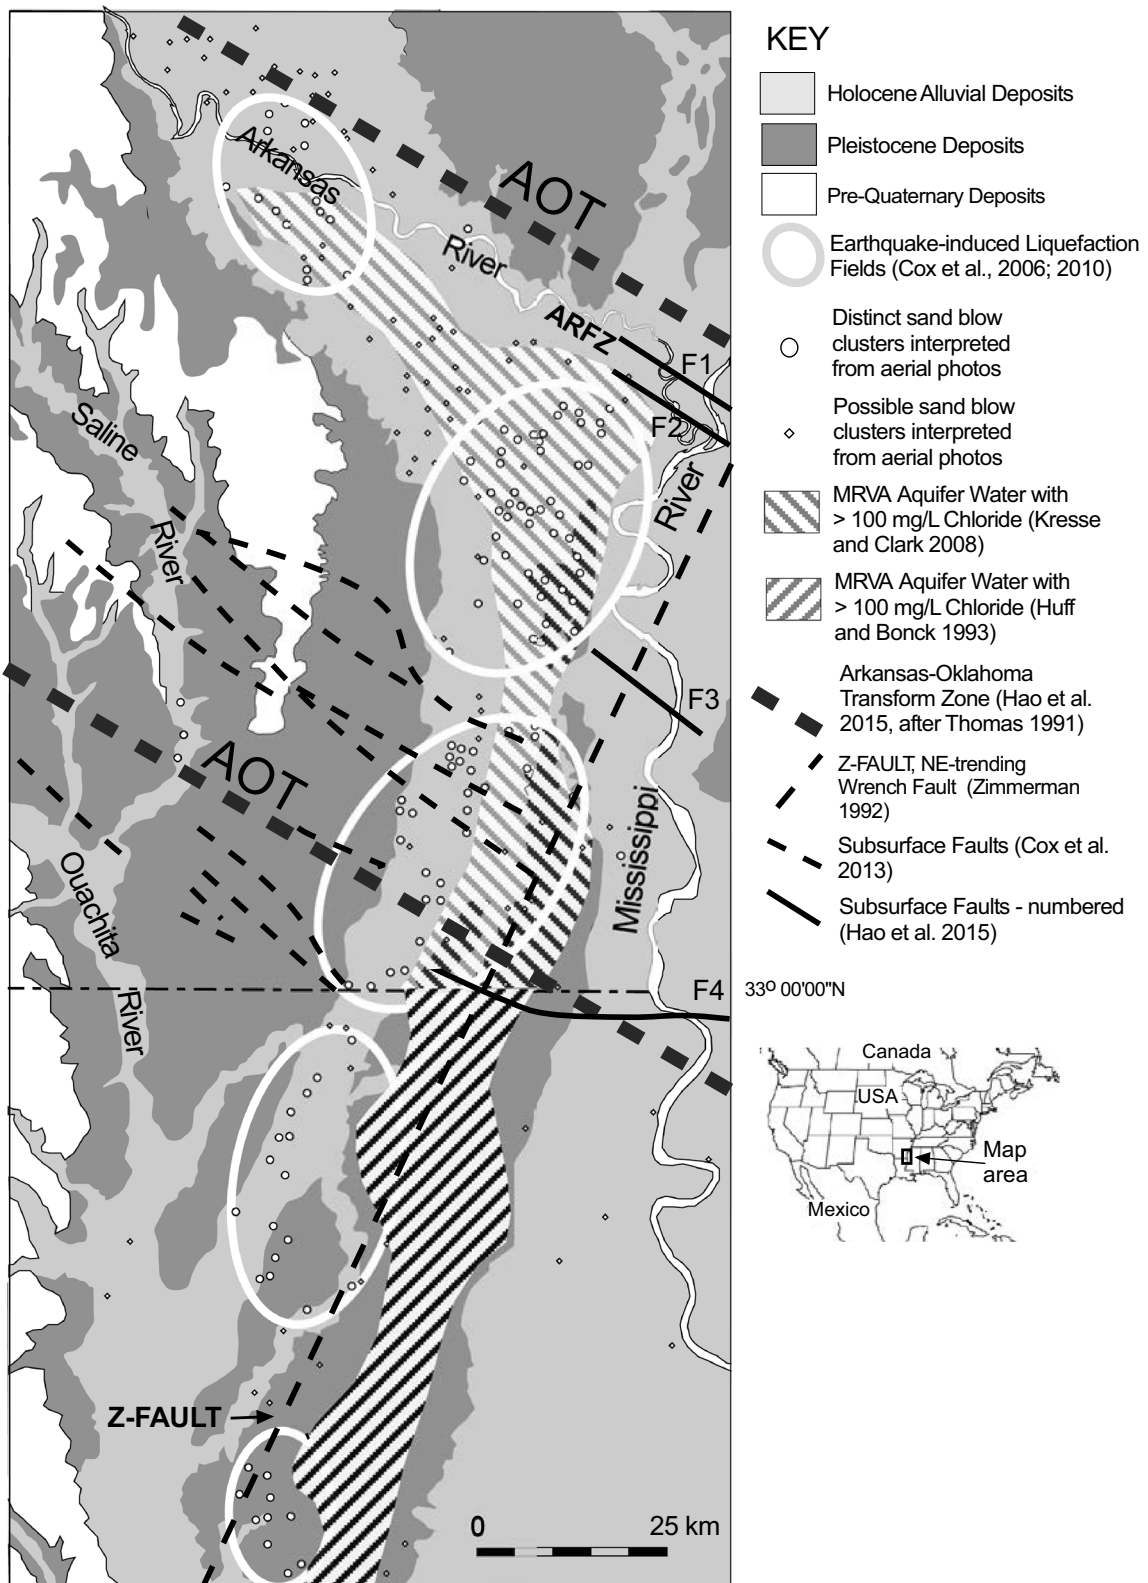 Arkansas
River
AOT
ARFZ
F1
F2
River
Saline
River
F3
AOT
Mississippi
Ouachita
River
F4
33O 00'00"N
Z-FAULT
0
25 km
KEY
Holocene Alluvial Deposits
Pleistocene Deposits
Pre-Quaternary Deposits
Earthquake-induced Liquefaction
Fields (Cox et al., 2006; 2010)
Distinct sand blow
clusters interpreted
from aerial photos
Possible sand blow
clusters interpreted
from aerial photos
MRVA Aquifer Water with
> 100 mg/L Chloride (Kresse
and Clark 2008)
MRVA Aquifer Water with
> 100 mg/L Chloride (Huff
and Bonck 1993)
Arkansas-Oklahoma
Transform Zone (Hao et al.
2015, after Thomas 1991)
Z-FAULT, NE-trending
Wrench Fault (Zimmerman
1992)
Subsurface Faults (Cox et al.
2013)
Subsurface Faults - numbered
(Hao et al. 2015)
Canada
USA
Map
area
Mexico